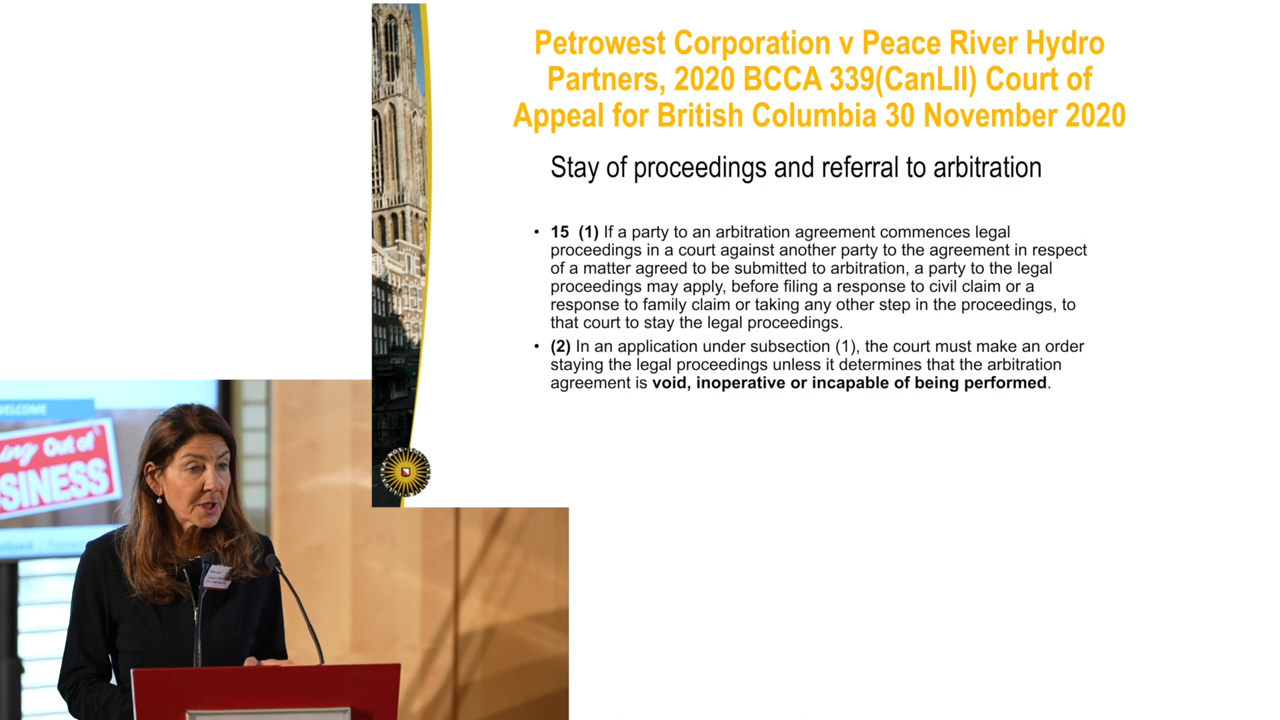 Petrowest Corporation v Peace River Hydro
Partners, 2020 BCCA 339(CanLII) Court of
Appeal for British Columbia 30 November 2020
Stay of proceedings and referral to arbitration
• 15 (1) If a party to an arbitration agreement commences legal
proceedings in a court against another party to the agreement in respect
of a matter agreed to be submitted to arbitration, a party to the legal
proceedings may apply, before filing a response to civil claim or a
response to family claim or taking any other step in the proceedings, to
that court to stay the legal proceedings.
• (2) In an application under subsection (1), the court must make an order
staying the legal proceedings unless it determines that the arbitration
agreement is void, inoperative or incapable of being performed.
WELCOME
ing Out of
SINESS